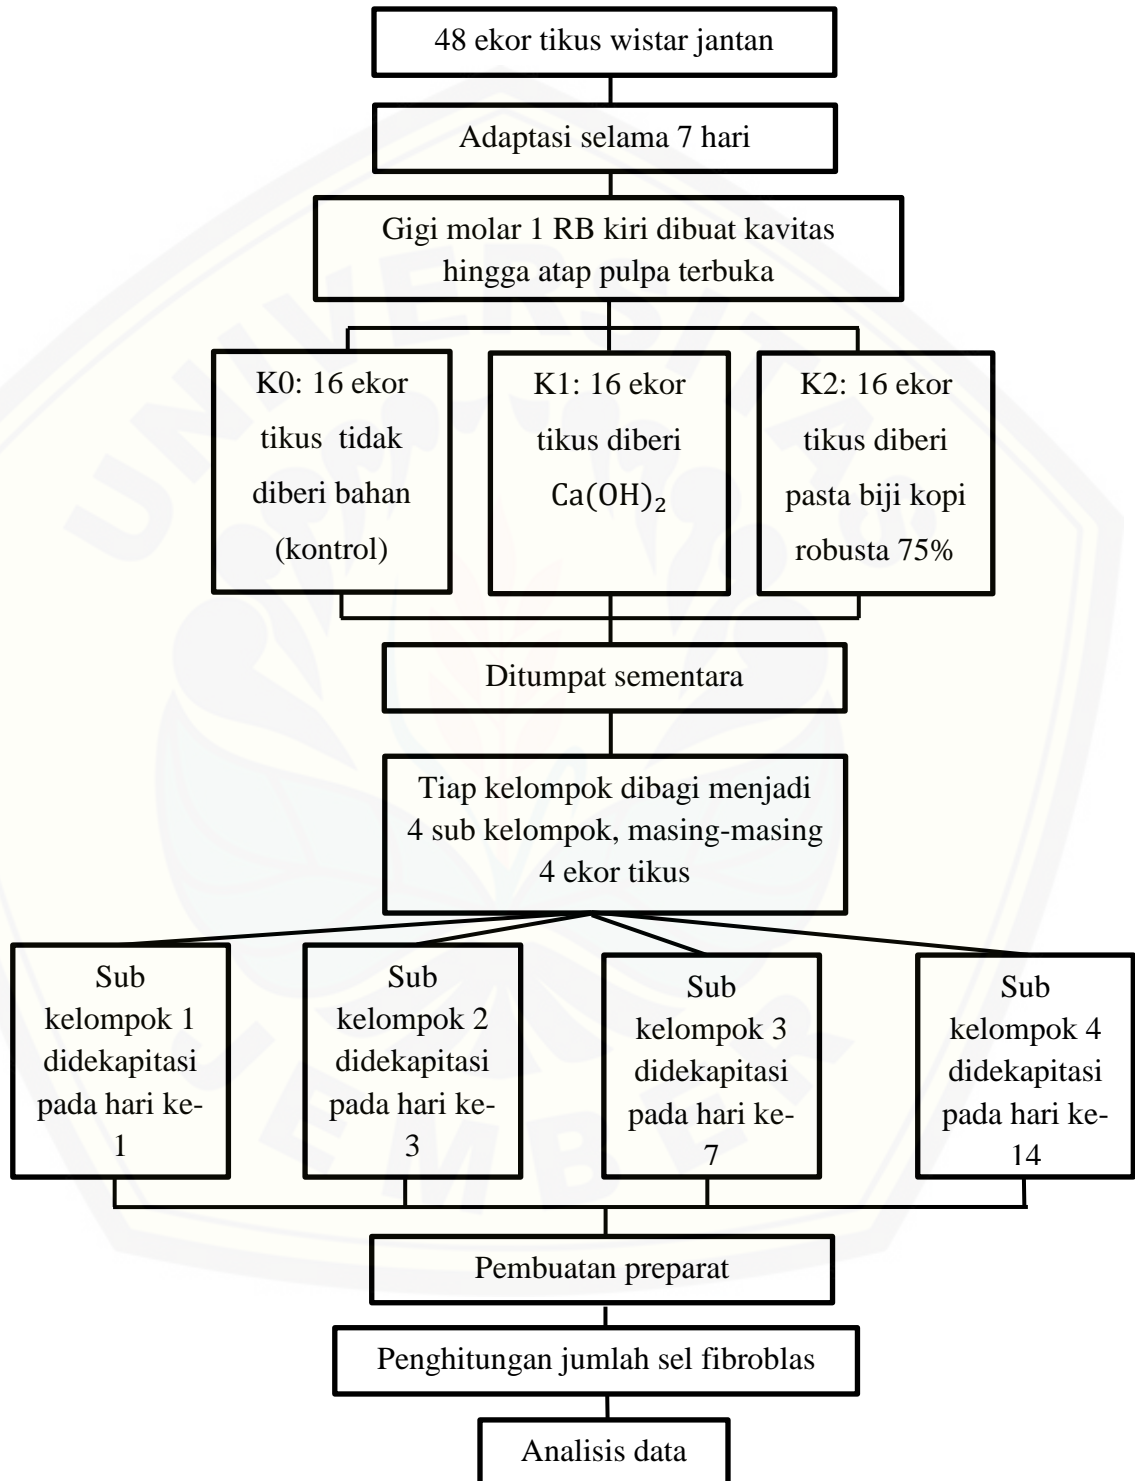 48 ekor tikus wistar jantan
Adaptasi selama 7 hari
Gigi molar 1 RB kiri dibuat kavitas
hingga atap pulpa terbuka
K0: 16 ekor
tikus tidak
diberi bahan
(kontrol)
K1: 16 ekor
tikus diberi
Ca(OH)₂
K2: 16 ekor
tikus diberi
pasta biji kopi
robusta 75%
Ditumpat sementara
Tiap kelompok dibagi menjadi
4 sub kelompok, masing-masing
4 ekor tikus
Sub
kelompok 1
didekapitasi
pada hari ke-
1
Sub
kelompok 2
didekapitasi
pada hari ke-
3
Sub
kelompok 3
didekapitasi
pada hari ke-
7
Sub
kelompok 4
didekapitasi
pada hari ke-
14
Pembuatan preparat
Penghitungan jumlah sel fibroblas
Analisis data
UNIVERSITAS
JEMBER